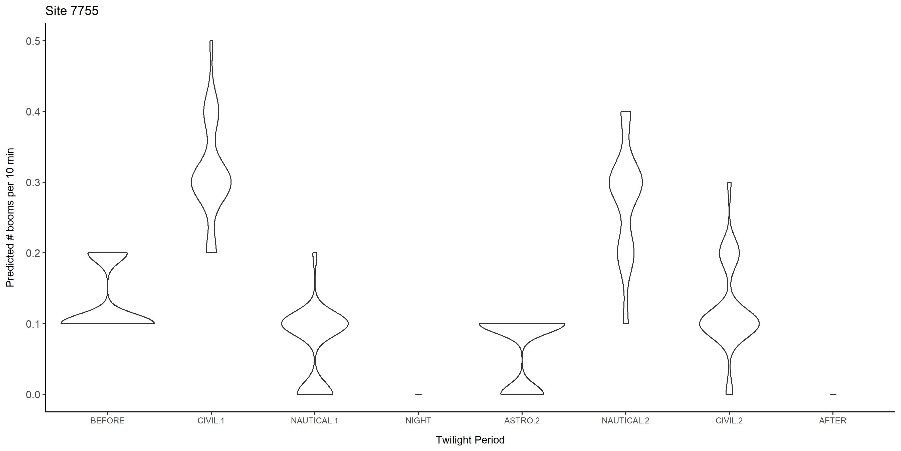 Site 7755
Predicted # booms per 10 min
0.5
0.4
0.3
0.2
0.1
0.0
BEFORE CIVIL.1 NAUTICAL.1 NIGHT ASTRO.2 NAUTICAL.2 CIVIL.2 AFTER
Twilight Period